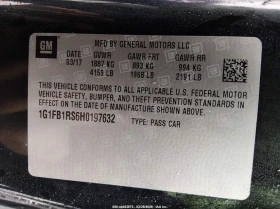 GM
MFD BY GENERAL MOTORS LLC
DATE GVWR GAWR FRT GAWR RR
03/17 1887 KG 893 KG 994 KG
4159 LB 1968 LB 2191 LB
THIS VEHICLE CONFORMS TO ALL APPLICABLE U.S. FEDERAL MOTOR
VEHICLE SAFETY, BUMPER, AND THEFT PREVENTION STANDARDS IN
EFFECT ON THE DATE OF MANUFACTURE SHOWN ABOVE.
1G1FB1RS6H0197632
TYPE: PASS CAR